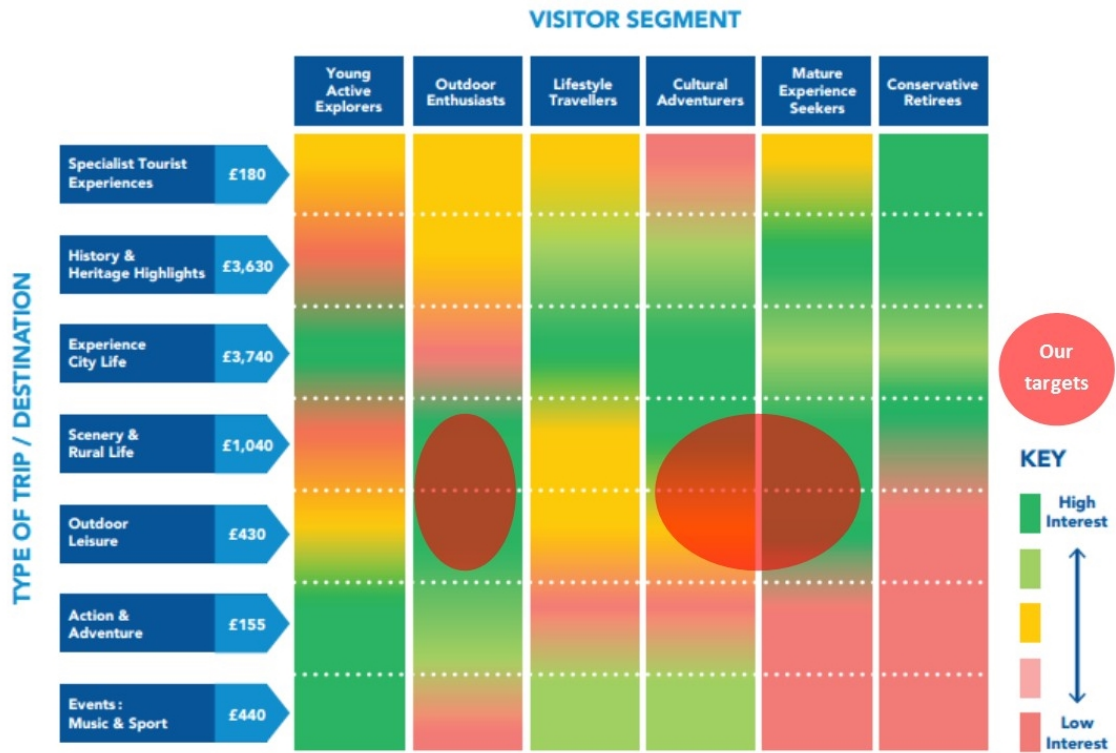 VISITOR SEGMENT
Young
Active
Explorers
Outdoor
Enthusiasts
Lifestyle
Travellers
Cultural
Adventurers
Mature
Experience
Seekers
Conservative
Retirees
TYPE OF TRIP / DESTINATION
Specialist Tourist
Experiences
£180
History &
Heritage Highlights
£3,630
Experience
City Life
£3,740
Scenery &
Rural Life
£1,040
Outdoor
Leisure
£430
Action &
Adventure
£155
Events :
Music & Sport
£440
Our
targets
KEY
High
Interest
Low
Interest